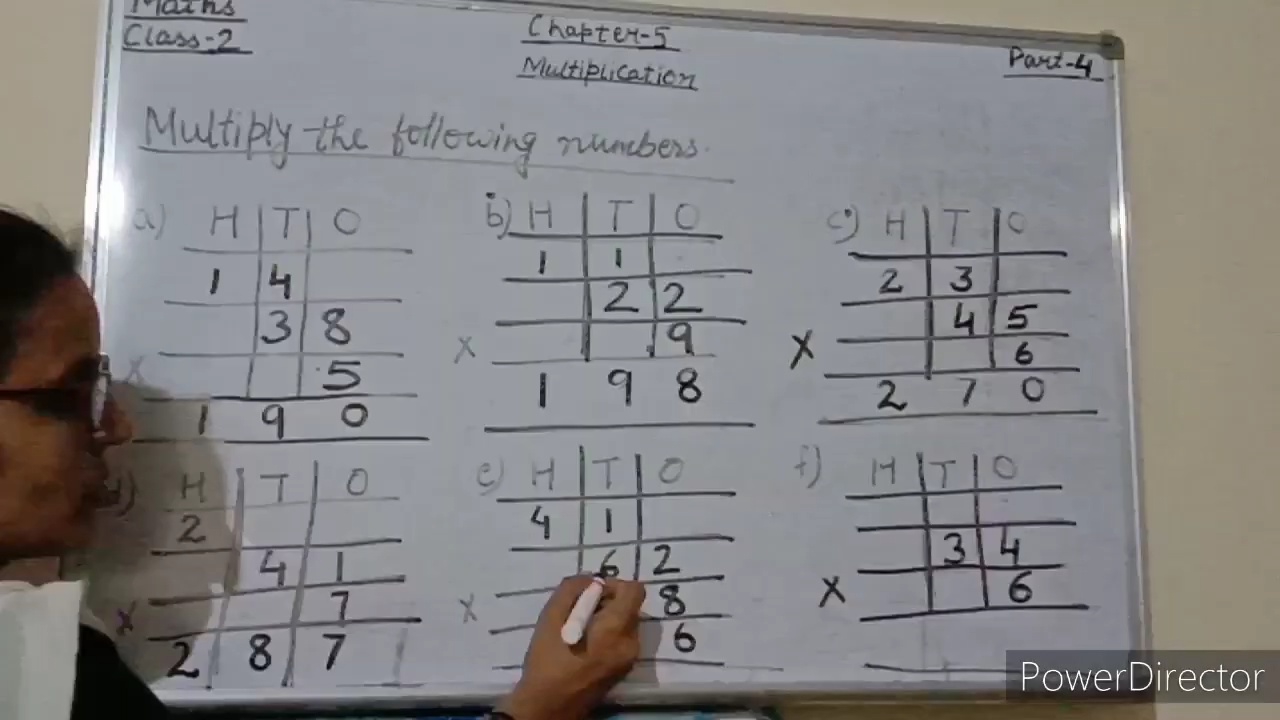 Maths
Class-2
Chapter-5
Multiplication
Part-4
Multiply the following numbers.
a) H T O
1 4
3 8
x 5
1 9 0
b) H T O
1 1
2 2
x 9
1 9 8
c) H T O
2 3
4 5
x 6
2 7 0
d) H T O
2
4 1
x 7
2 8 7
e) H T O
4 1
6 2
x 8
6
f) H T O
3 4
x 6
PowerDirector